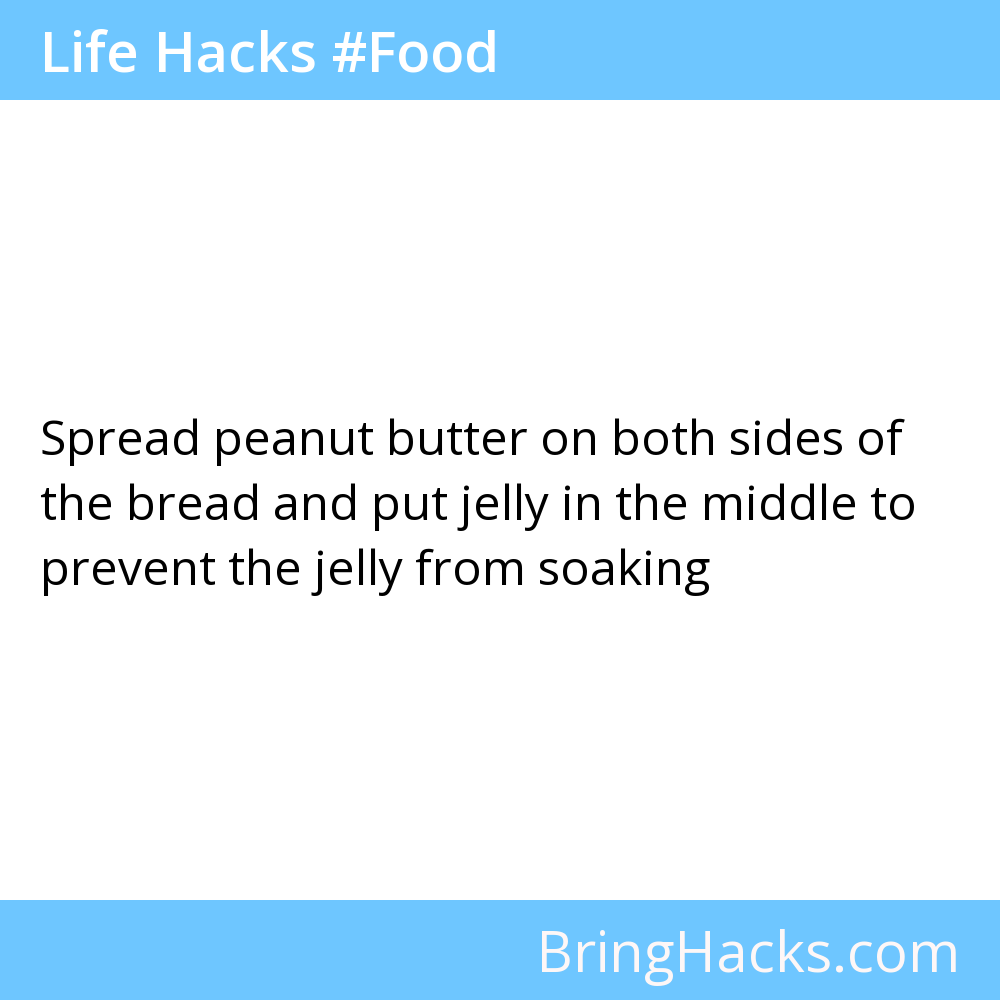 Life Hacks #Food
Spread peanut butter on both sides of
the bread and put jelly in the middle to
prevent the jelly from soaking
BringHacks.com